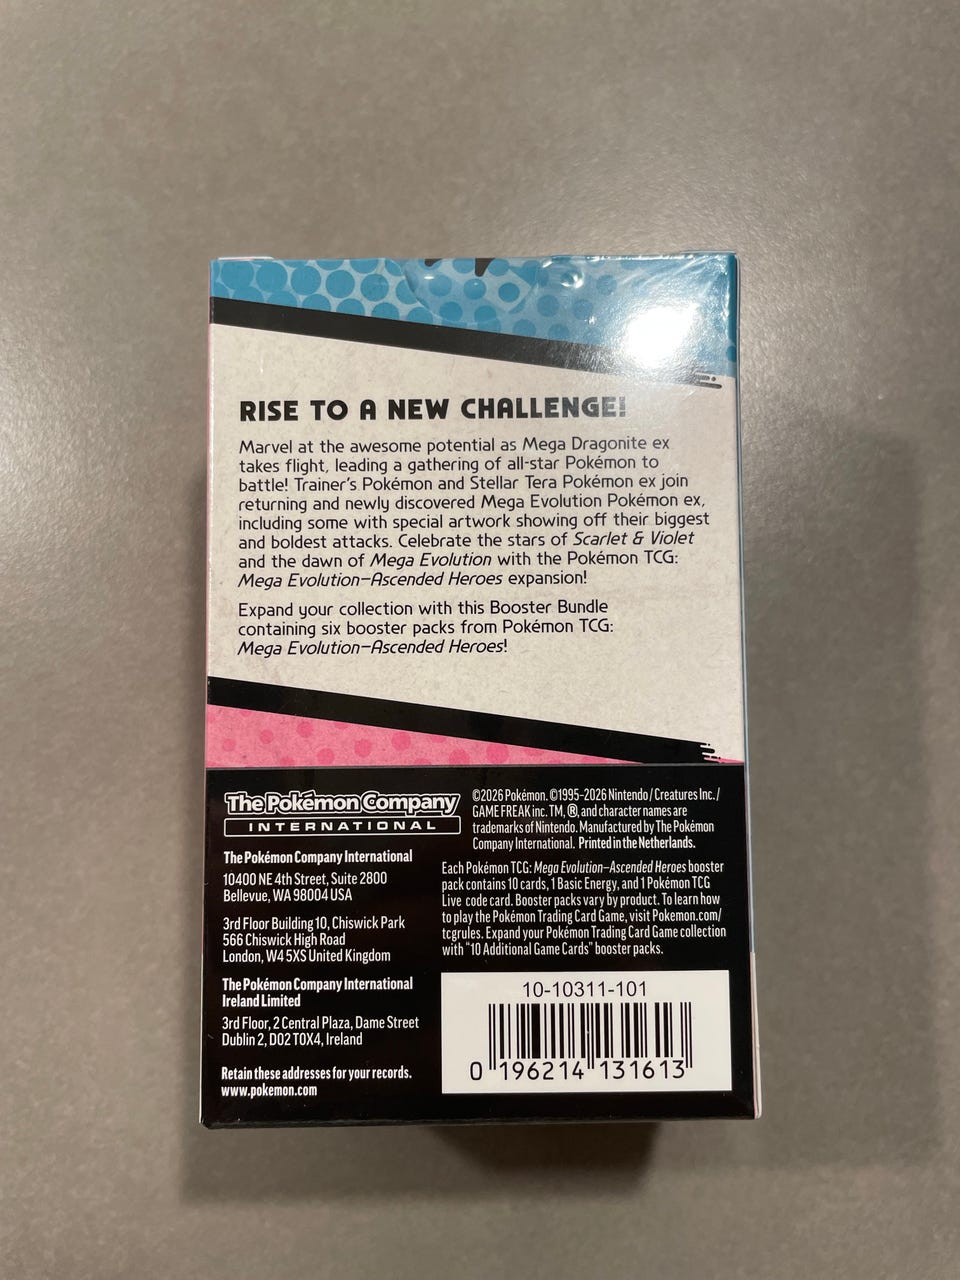 RISE TO A NEW CHALLENGE!
Marvel at the awesome potential as Mega Dragonite ex
takes flight, leading a gathering of all-star Pokémon to
battle! Trainer's Pokémon and Stellar Tera Pokémon ex join
returning and newly discovered Mega Evolution Pokémon ex,
including some with special artwork showing off their biggest
and boldest attacks. Celebrate the stars of Scarlet & Violet
and the dawn of Mega Evolution with the Pokémon TCG:
Mega Evolution—Ascended Heroes expansion!
Expand your collection with this Booster Bundle
containing six booster packs from Pokémon TCG:
Mega Evolution—Ascended Heroes!
The Pokémon Company
INTERNATIONAL
The Pokémon Company International
10400 NE 4th Street, Suite 2800
Bellevue, WA 98004 USA
3rd Floor Building 10, Chiswick Park
566 Chiswick High Road
London, W4 5XS United Kingdom
The Pokémon Company International
Ireland Limited
3rd Floor, 2 Central Plaza, Dame Street
Dublin 2, D02 T0X4, Ireland
Retain these addresses for your records.
www.pokemon.com
©2026 Pokémon. ©1995–2026 Nintendo / Creatures Inc. /
GAME FREAK inc. TM, ®, and character names are
trademarks of Nintendo. Manufactured by The Pokémon
Company International. Printed in the Netherlands.
Each Pokémon TCG: Mega Evolution—Ascended Heroes booster
pack contains 10 cards, 1 Basic Energy, and 1 Pokémon TCG
Live code card. Booster packs vary by product. To learn how
to play the Pokémon Trading Card Game, visit Pokemon.com/
tcgrules. Expand your Pokémon Trading Card Game collection
with "10 Additional Game Cards" booster packs.
10-10311-101
0 196214 131613